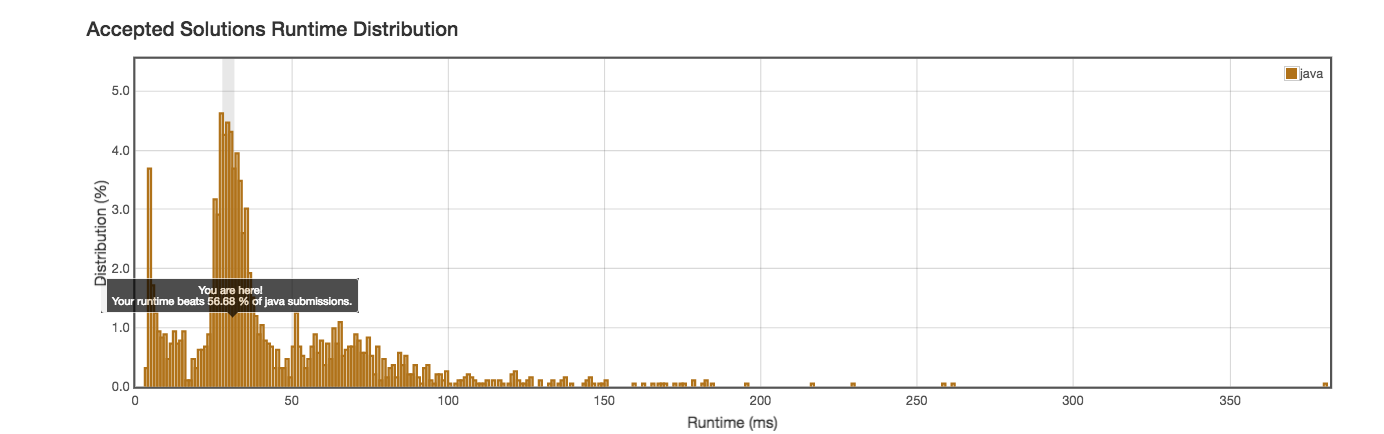 Accepted Solutions Runtime Distribution
java
Distribution (%)
5.0
4.0
3.0
2.0
1.0
0.0
You are here!
Your runtime beats 56.68 % of java submissions.
0 50 100 150 200 250 300 350
Runtime (ms)